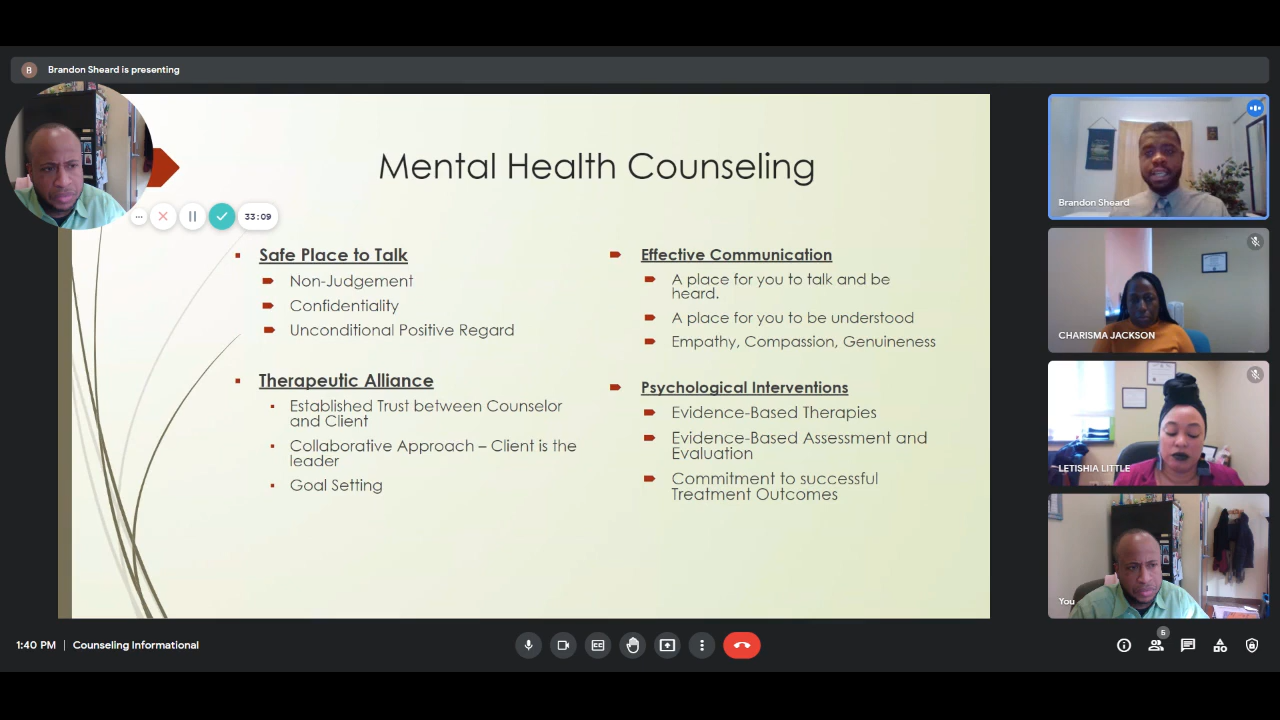 B Brandon Sheard is presenting
33:09
Mental Health Counseling
Safe Place to Talk
Non-Judgement
Confidentiality
Unconditional Positive Regard
Therapeutic Alliance
Established Trust between Counselor
and Client
Collaborative Approach – Client is the
leader
Goal Setting
Effective Communication
A place for you to talk and be
heard.
A place for you to be understood
Empathy, Compassion, Genuineness
Psychological Interventions
Evidence-Based Therapies
Evidence-Based Assessment and
Evaluation
Commitment to successful
Treatment Outcomes
Brandon Sheard
CHARISMA JACKSON
LETISHIA LITTLE
You
1:40 PM | Counseling Informational
5